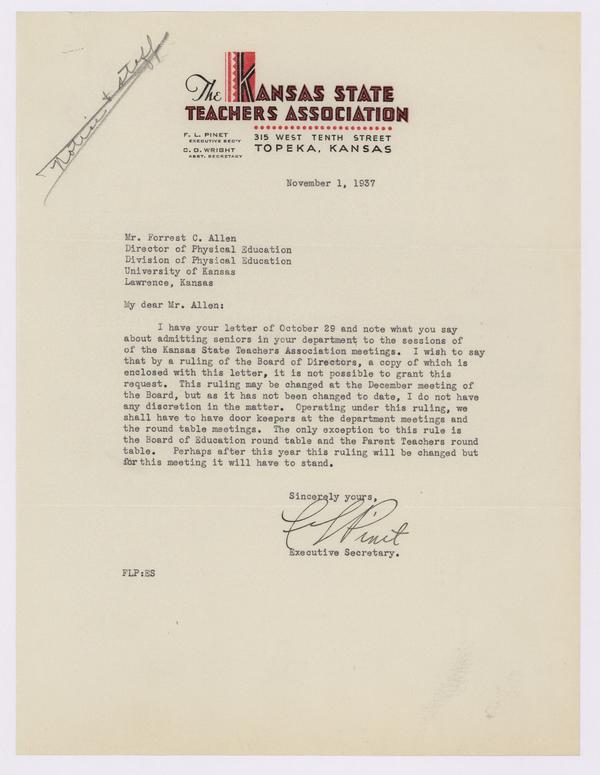 Notice & staff
The KANSAS STATE
TEACHERS ASSOCIATION
F. L. PINET
EXECUTIVE SEC'Y
C. O. WRIGHT
ASST. SECRETARY
315 WEST TENTH STREET
TOPEKA, KANSAS
November 1, 1937
Mr. Forrest C. Allen
Director of Physical Education
Division of Physical Education
University of Kansas
Lawrence, Kansas
My dear Mr. Allen:
I have your letter of October 29 and note what you say
about admitting seniors in your department to the sessions of
of the Kansas State Teachers Association meetings. I wish to say
that by a ruling of the Board of Directors, a copy of which is
enclosed with this letter, it is not possible to grant this
request. This ruling may be changed at the December meeting of
the Board, but as it has not been changed to date, I do not have
any discretion in the matter. Operating under this ruling, we
shall have to have door keepers at the department meetings and
the round table meetings. The only exception to this rule is
the Board of Education round table and the Parent Teachers round
table. Perhaps after this year this ruling will be changed but
for this meeting it will have to stand.
Sincerely yours,
F L Pinet
Executive Secretary.
FLP:ES